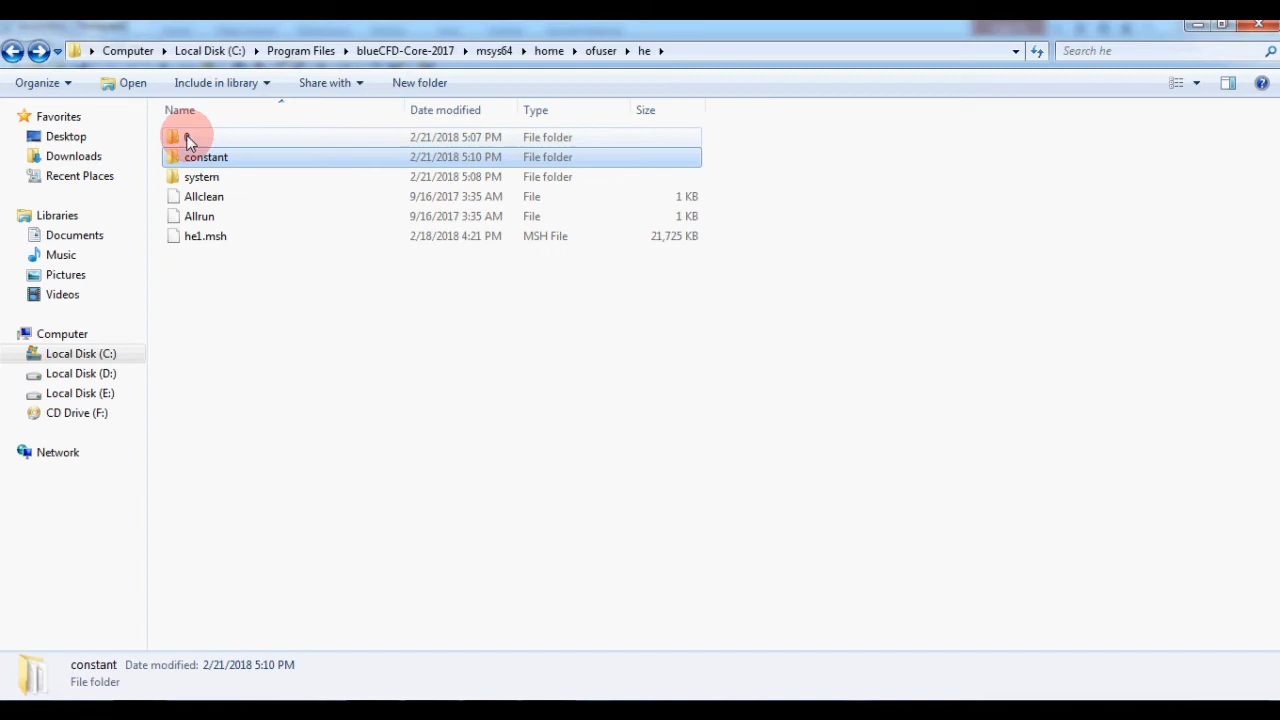 Computer Local Disk (C:) Program Files blueCFD-Core-2017 msys64 home ofuser he Search he
Organize Open Include in library Share with New folder
Name Date modified Type Size
2/21/2018 5:07 PM File folder
constant 2/21/2018 5:10 PM File folder
system 2/21/2018 5:08 PM File folder
Allclean 9/16/2017 3:35 AM File 1 KB
Allrun 9/16/2017 3:35 AM File 1 KB
he1.msh 2/18/2018 4:21 PM MSH File 21,725 KB
Favorites
Desktop
Downloads
Recent Places
Libraries
Documents
Music
Pictures
Videos
Computer
Local Disk (C:)
Local Disk (D:)
Local Disk (E:)
CD Drive (F:)
Network
constant Date modified: 2/21/2018 5:10 PM
File folder